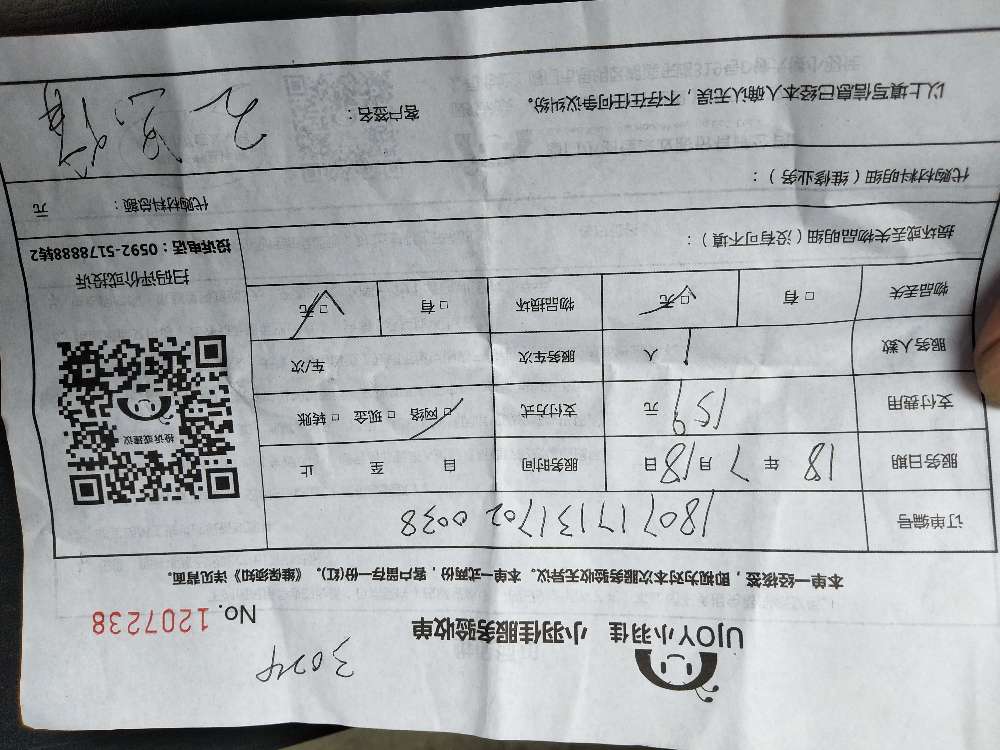 3024
UJOY小羽佳 小羽佳服务验收单
No. 1207238
本单一经核签，即视为对本次服务验收无异议。本单一式两份，客户留存一份(红)。《维保须知》详见背面。
订单编号 180717131702 0038
服务日期 18 年 7 月 18 日 服务时间 自 至 止
支付费用 159 元 支付方式 □ 网络 □ 现金 □ 转账
服务人数 1 人 服务车次 车/次
物品丢失 □ 有 □ 无 物品损坏 □ 有 □ 无
投诉或建议
扫码评价或投诉
投诉电话：0592-5178888转2
损坏或丢失物品明细（没有可不填）：
代购材料明细（维修业务）： 代购材料总额： 元
以上填写信息已经本人确认无误，不存在任何争议纠纷。 客户签名：